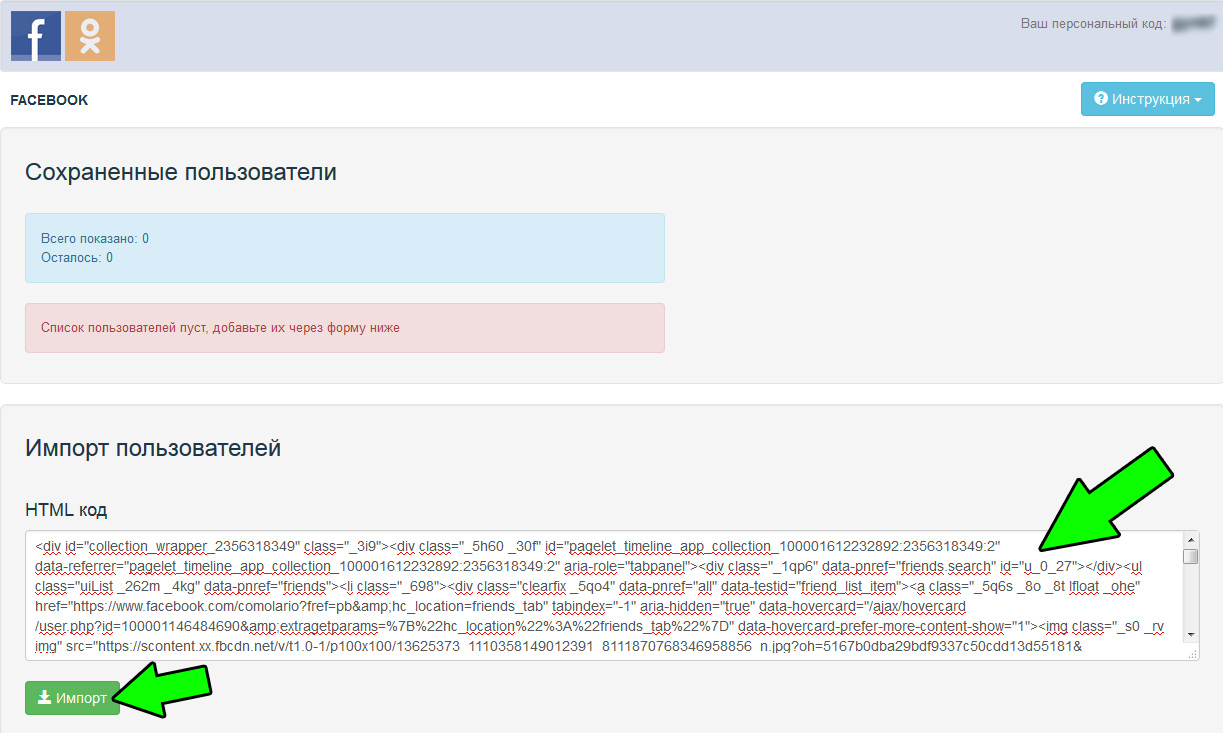 Ваш персональный код:
FACEBOOK
Инструкция
Сохраненные пользователи
Всего показано: 0
Осталось: 0
Список пользователей пуст, добавьте их через форму ниже
Импорт пользователей
HTML код
<div id="collection_wrapper_2356318349" class="_3i9"><div class="_5h60 _30f" id="pagelet_timeline_app_collection_100001612232892:2356318349:2"
data-referrer="pagelet_timeline_app_collection_100001612232892:2356318349:2" aria-role="tabpanel"><div class="_1qp6" data-pnref="friends.search" id="u_0_27"></div><ul
class="uiList _262m _4kg" data-pnref="friends"><li class="_698"><div class="clearfix _5qo4" data-pnref="all" data-testid="friend_list_item"><a class="_5q6s _8o _8t lfloat _ohe"
href="https://www.facebook.com/comolario?fref=pb&amp;hc_location=friends_tab" tabindex="-1" aria-hidden="true" data-hovercard="/ajax/hovercard
/user.php?id=100001146484690&amp;extragetparams=%7B%22hc_location%22%3A%22friends_tab%22%7D" data-hovercard-prefer-more-content-show="1"><img class="_s0 _rv
img" src="https://scontent.xx.fbcdn.net/v/t1.0-1/p100x100/13625373_1110358149012391_8111870768346958856_n.jpg?oh=5167b0dba29bdf9337c50cdd13d55181&
Импорт